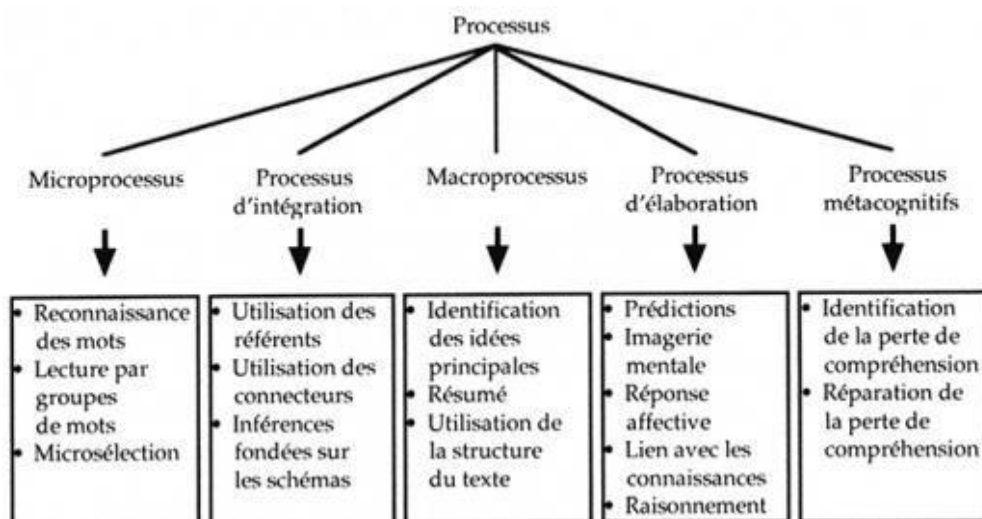 Processus
Microprocessus
Processus
d'intégration
Macroprocessus
Processus
d'élaboration
Processus
métacognitifs
• Reconnaissance
des mots
• Lecture par
groupes
de mots
• Microsélection
• Utilisation des
référents
• Utilisation des
connecteurs
• Inférences
fondées sur
les schémas
• Identification
des idées
principales
• Résumé
• Utilisation de
la structure
du texte
• Prédictions
• Imagerie
mentale
• Réponse
affective
• Lien avec les
connaissances
• Raisonnement
• Identification
de la perte de
compréhension
• Réparation de
la perte de
compréhension